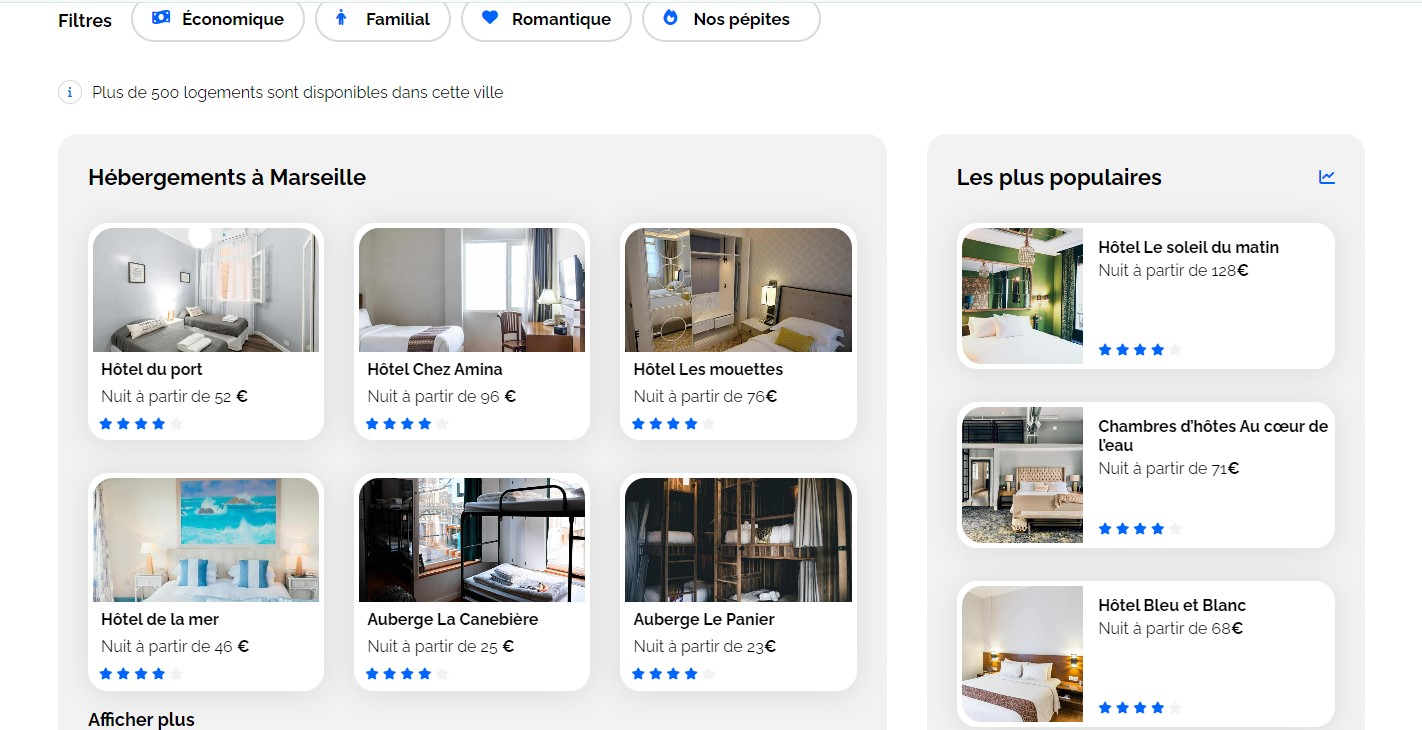 Filtres
Économique
Familial
Romantique
Nos pépites
Plus de 500 logements sont disponibles dans cette ville
Hébergements à Marseille
Hôtel du port
Nuit à partir de 52 €
Hôtel Chez Amina
Nuit à partir de 96 €
Hôtel Les mouettes
Nuit à partir de 76€
Hôtel de la mer
Nuit à partir de 46 €
Auberge La Canebière
Nuit à partir de 25 €
Auberge Le Panier
Nuit à partir de 23€
Afficher plus
Les plus populaires
Hôtel Le soleil du matin
Nuit à partir de 128€
Chambres d'hôtes Au cœur de
l'eau
Nuit à partir de 71€
Hôtel Bleu et Blanc
Nuit à partir de 68€